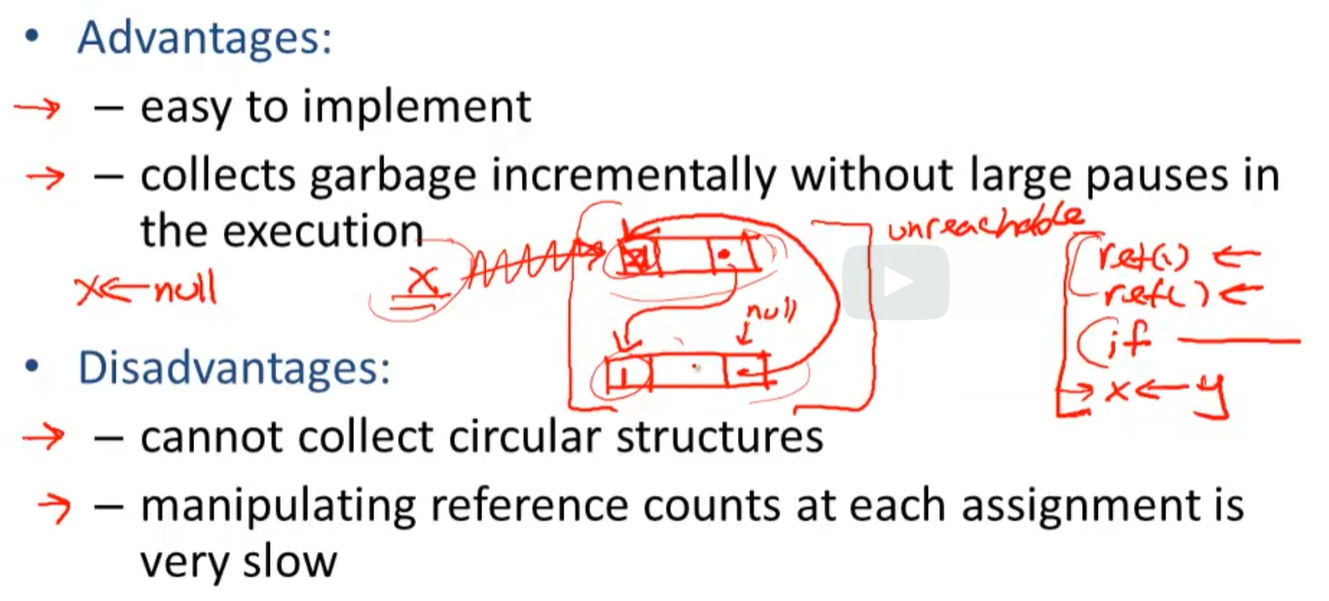 • Advantages:
→ – easy to implement
→ – collects garbage incrementally without large pauses in
the execution
unreachable
x
x←null
ref( ) ←
ref( ) ←
null
(if
1
→ x←y
• Disadvantages:
→ – cannot collect circular structures
→ – manipulating reference counts at each assignment is
very slow